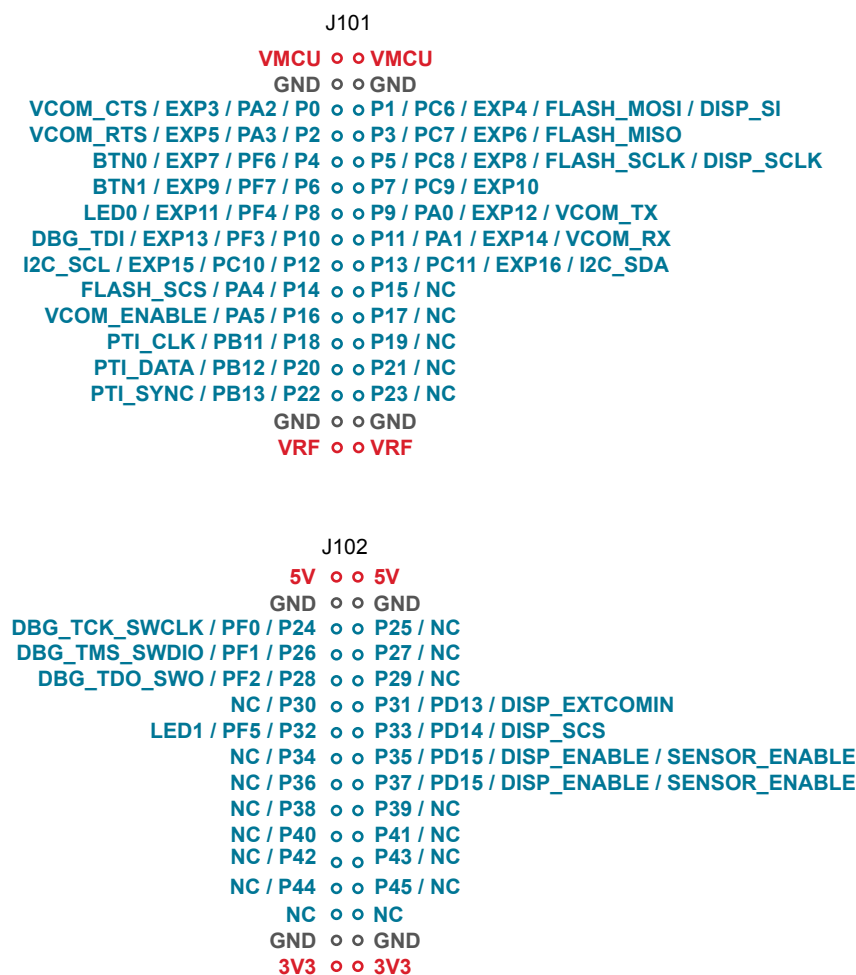 J101
VMCU VMCU
GND GND
VCOM_CTS / EXP3 / PA2 / P0 P1 / PC6 / EXP4 / FLASH_MOSI / DISP_SI
VCOM_RTS / EXP5 / PA3 / P2 P3 / PC7 / EXP6 / FLASH_MISO
BTN0 / EXP7 / PF6 / P4 P5 / PC8 / EXP8 / FLASH_SCLK / DISP_SCLK
BTN1 / EXP9 / PF7 / P6 P7 / PC9 / EXP10
LED0 / EXP11 / PF4 / P8 P9 / PA0 / EXP12 / VCOM_TX
DBG_TDI / EXP13 / PF3 / P10 P11 / PA1 / EXP14 / VCOM_RX
I2C_SCL / EXP15 / PC10 / P12 P13 / PC11 / EXP16 / I2C_SDA
FLASH_SCS / PA4 / P14 P15 / NC
VCOM_ENABLE / PA5 / P16 P17 / NC
PTI_CLK / PB11 / P18 P19 / NC
PTI_DATA / PB12 / P20 P21 / NC
PTI_SYNC / PB13 / P22 P23 / NC
GND GND
VRF VRF
J102
5V 5V
GND GND
DBG_TCK_SWCLK / PF0 / P24 P25 / NC
DBG_TMS_SWDIO / PF1 / P26 P27 / NC
DBG_TDO_SWO / PF2 / P28 P29 / NC
NC / P30 P31 / PD13 / DISP_EXTCOMIN
LED1 / PF5 / P32 P33 / PD14 / DISP_SCS
NC / P34 P35 / PD15 / DISP_ENABLE / SENSOR_ENABLE
NC / P36 P37 / PD15 / DISP_ENABLE / SENSOR_ENABLE
NC / P38 P39 / NC
NC / P40 P41 / NC
NC / P42 P43 / NC
NC / P44 P45 / NC
NC NC
GND GND
3V3 3V3